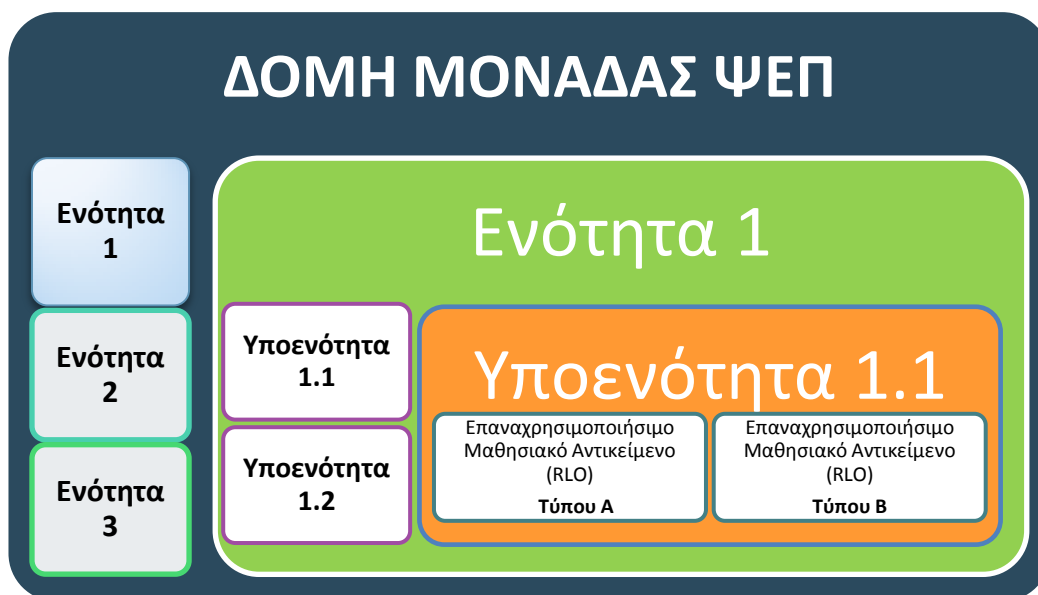 ΔΟΜΗ ΜΟΝΑΔΑΣ ΨΕΠ
Ενότητα
1
Ενότητα
2
Ενότητα
3
Ενότητα 1
Υποενότητα
1.1
Υποενότητα
1.2
Υποενότητα 1.1
Επαναχρησιμοποιήσιμο
Μαθησιακό Αντικείμενο
(RLO)
Τύπου Α
Επαναχρησιμοποιήσιμο
Μαθησιακό Αντικείμενο
(RLO)
Τύπου Β